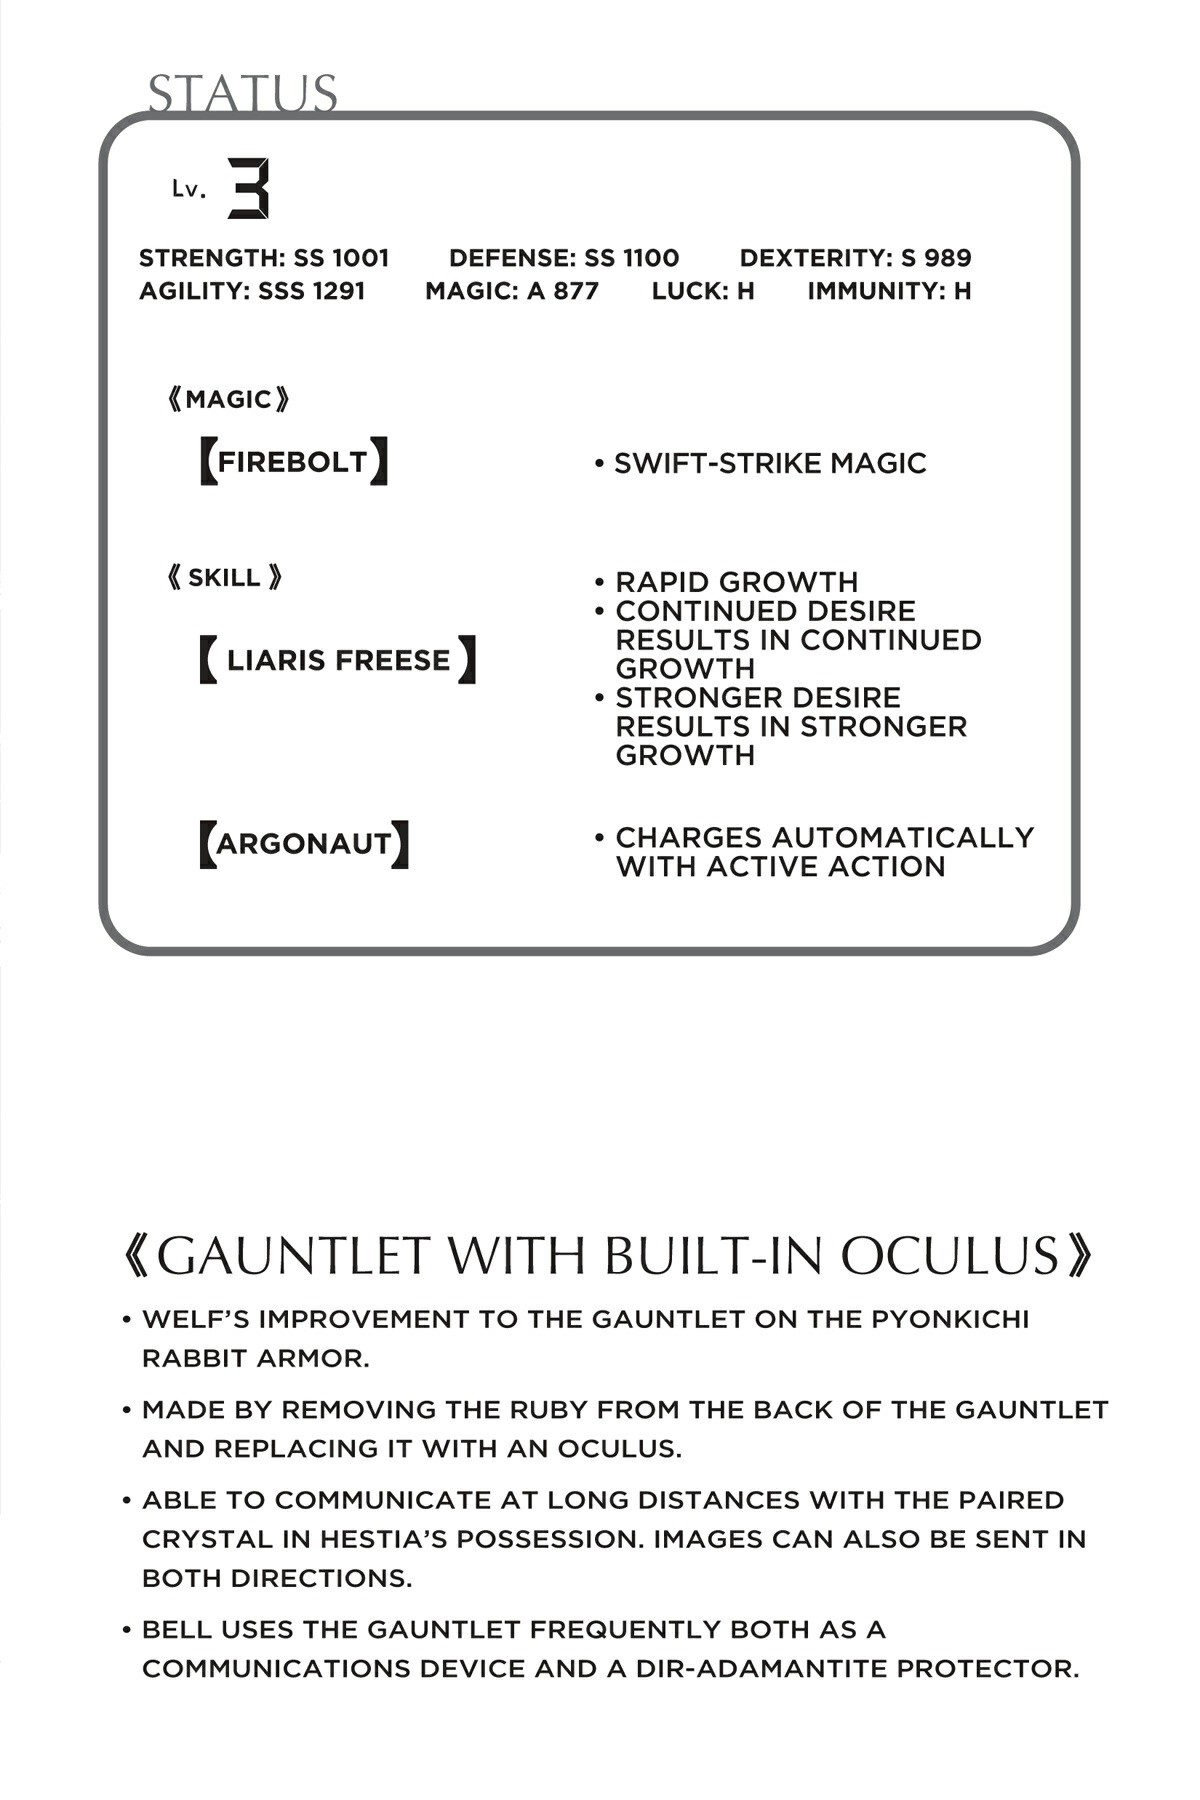 STATUS
Lv. 3
STRENGTH: SS 1001 DEFENSE: SS 1100 DEXTERITY: S 989
AGILITY: SSS 1291 MAGIC: A 877 LUCK: H IMMUNITY: H
《MAGIC》
【FIREBOLT】 • SWIFT-STRIKE MAGIC
《SKILL》
【LIARIS FREESE】
• RAPID GROWTH
• CONTINUED DESIRE
RESULTS IN CONTINUED
GROWTH
• STRONGER DESIRE
RESULTS IN STRONGER
GROWTH
【ARGONAUT】
• CHARGES AUTOMATICALLY
WITH ACTIVE ACTION
《GAUNTLET WITH BUILT-IN OCULUS》
• WELF’S IMPROVEMENT TO THE GAUNTLET ON THE PYONKICHI
RABBIT ARMOR.
• MADE BY REMOVING THE RUBY FROM THE BACK OF THE GAUNTLET
AND REPLACING IT WITH AN OCULUS.
• ABLE TO COMMUNICATE AT LONG DISTANCES WITH THE PAIRED
CRYSTAL IN HESTIA’S POSSESSION. IMAGES CAN ALSO BE SENT IN
BOTH DIRECTIONS.
• BELL USES THE GAUNTLET FREQUENTLY BOTH AS A
COMMUNICATIONS DEVICE AND A DIR-ADAMANTITE PROTECTOR.